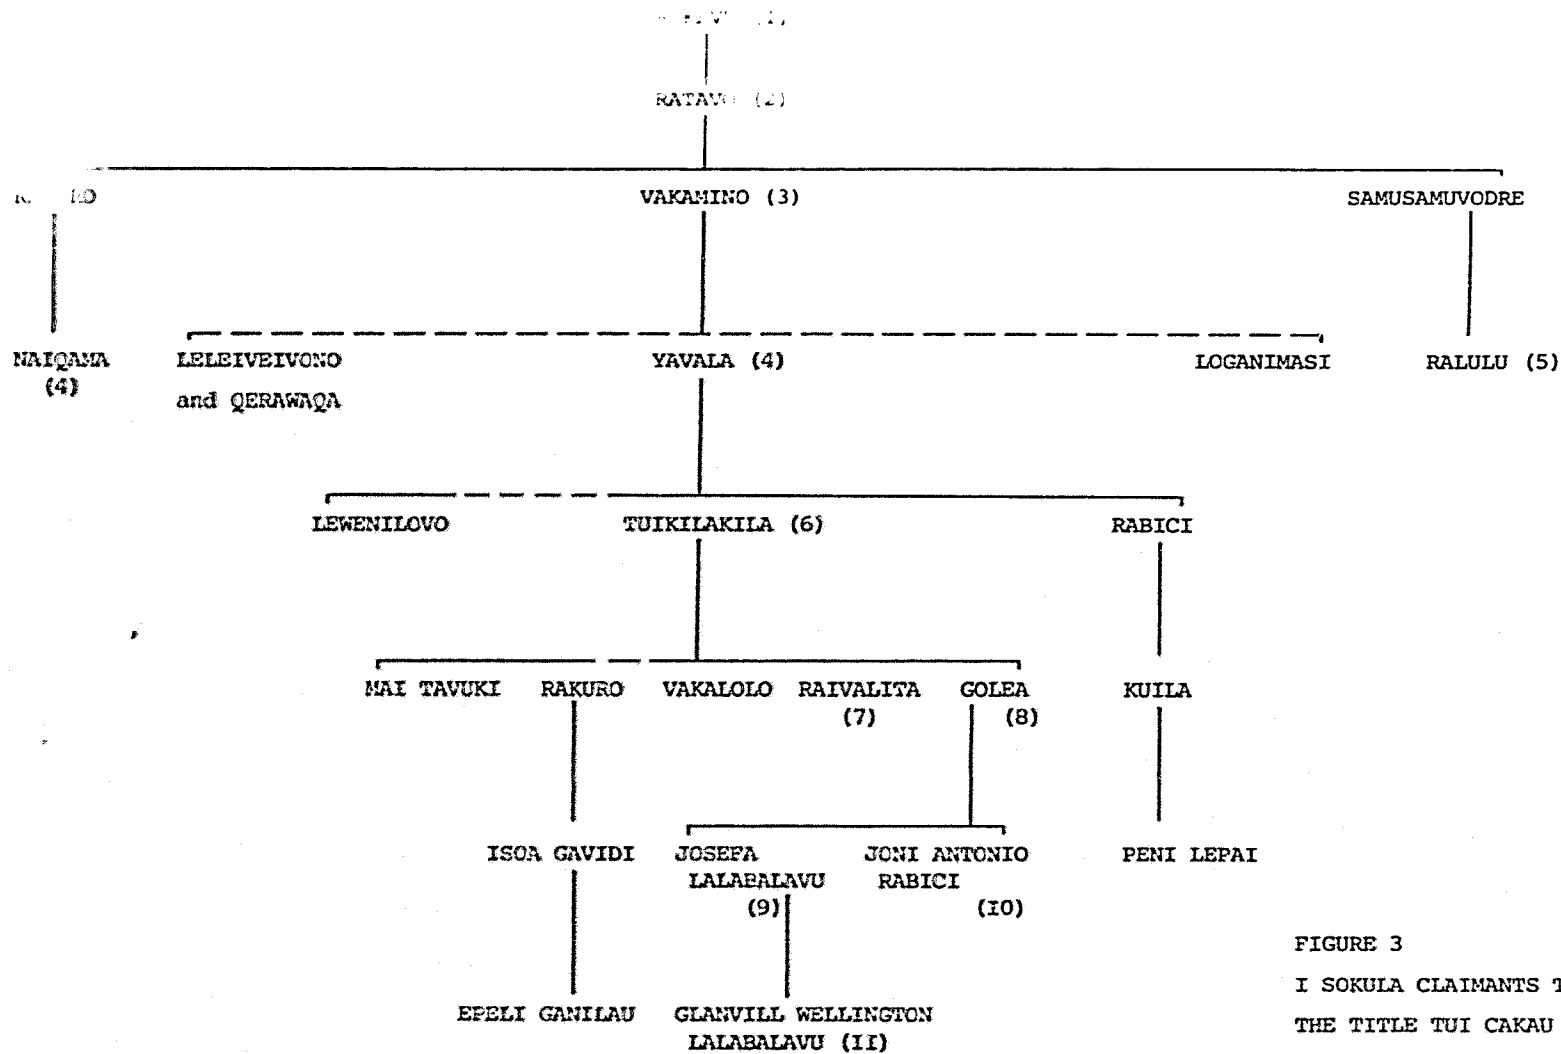 (2)
VAKAMINO (3)
SAMUSAMUVODRE
NAIQAMA
(4)
LELEIVEIVONO
and QERAWAQA
YAVALA (4)
LOGANIMASI
RALULU (5)
LEWENILOVO
TUIKILAKILA (6)
RABICI
MAI TAVUKI
RAKURO
VAKALOLO
RAIVALITA
(7)
GOLEA
(8)
KUILA
ISOA GAVIDI
JOSEFA
LALABALAVU
(9)
JONI ANTONIO
RABICI
(10)
PENI LEPAI
EPELI GANILAU
GLANVILL WELLINGTON
LALABALAVU (11)
FIGURE 3
I SOKULA CLAIMANTS
THE TITLE TUI CAKAU